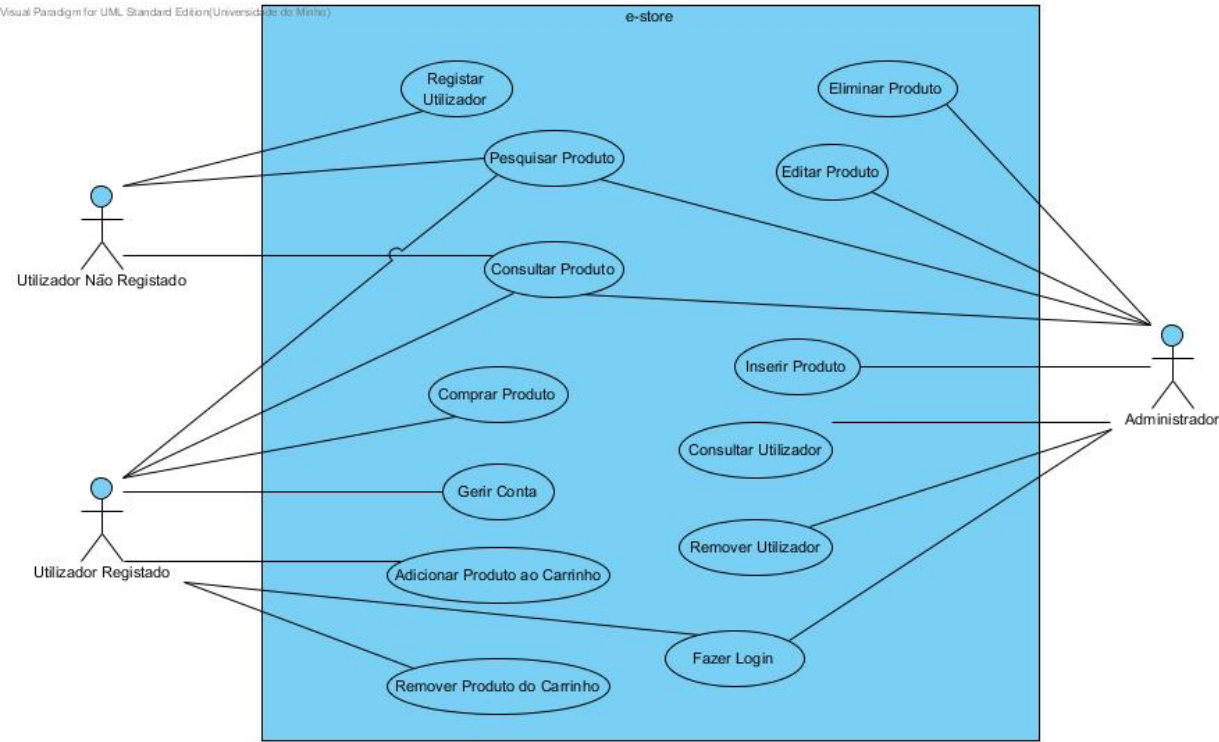 Visual Paradigm for UML Standard Edition(Universidade do Minho)
e-store
Registar
Utilizador
Eliminar Produto
Pesquisar Produto
Editar Produto
Utilizador Não Registado
Consultar Produto
Inserir Produto
Comprar Produto
Administrador
Consultar Utilizador
Gerir Conta
Remover Utilizador
Utilizador Registado
Adicionar Produto ao Carrinho
Fazer Login
Remover Produto do Carrinho